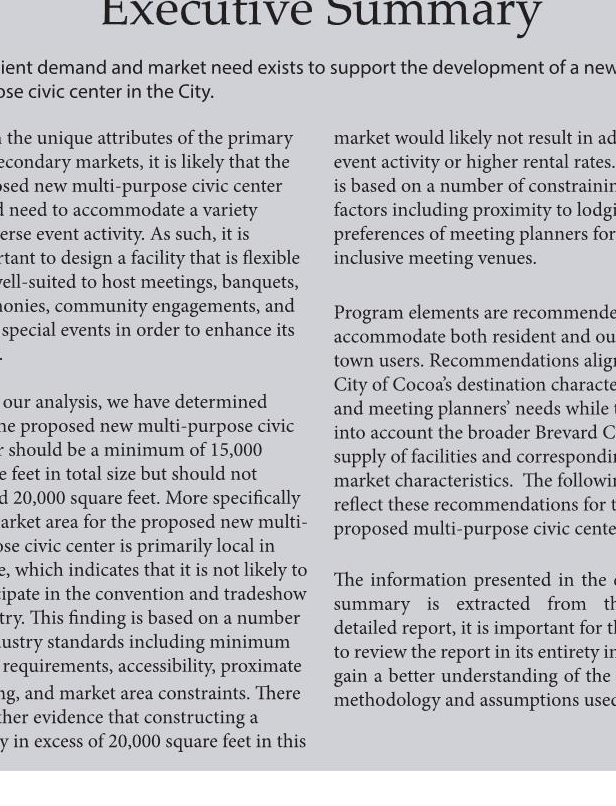 Executive Summary
ient demand and market need exists to support the development of a new
ose civic center in the City.
the unique attributes of the primary
econdary markets, it is likely that the
osed new multi-purpose civic center
d need to accommodate a variety
erse event activity. As such, it is
rtant to design a facility that is flexible
well-suited to host meetings, banquets,
monies, community engagements, and
special events in order to enhance its
.
our analysis, we have determined
he proposed new multi-purpose civic
r should be a minimum of 15,000
e feet in total size but should not
d 20,000 square feet. More specifically
arket area for the proposed new multi-
ose civic center is primarily local in
e, which indicates that it is not likely to
cipate in the convention and tradeshow
try. This finding is based on a number
dustry standards including minimum
requirements, accessibility, proximate
ng, and market area constraints. There
ther evidence that constructing a
y in excess of 20,000 square feet in this
market would likely not result in ad
event activity or higher rental rates.
is based on a number of constrainin
factors including proximity to lodgi
preferences of meeting planners for
inclusive meeting venues.
Program elements are recommende
accommodate both resident and ou
town users. Recommendations alig
City of Cocoa's destination characte
and meeting planners' needs while t
into account the broader Brevard C
supply of facilities and correspondi
market characteristics. The followi
reflect these recommendations for t
proposed multi-purpose civic cente
The information presented in the e
summary is extracted from th
detailed report, it is important for th
to review the report in its entirety in
gain a better understanding of the
methodology and assumptions used